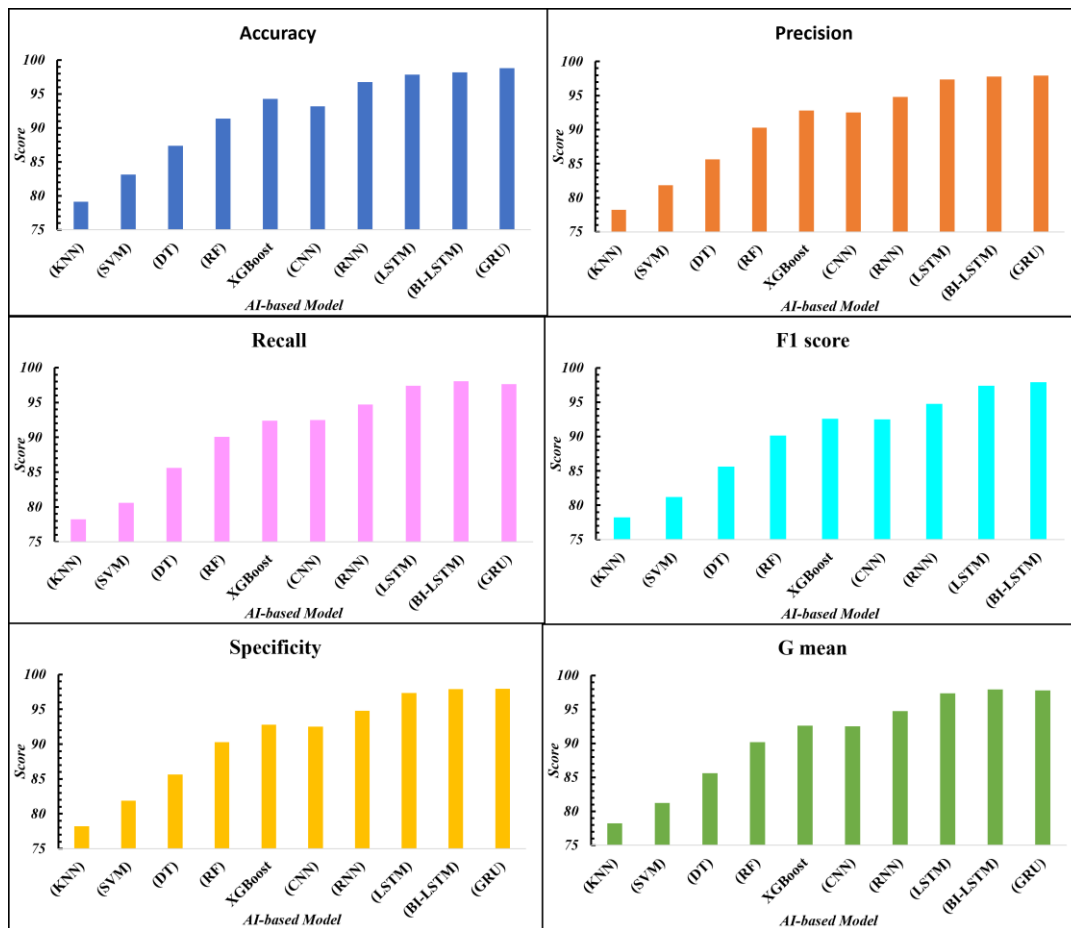 Accuracy
Score
100
95
90
85
80
75
(KNN)
(SVM)
(DT)
(RF)
XGBoost
(CNN)
(RNN)
(LSTM)
(BI-LSTM)
(GRU)
AI-based Model
Precision
Score
100
95
90
85
80
75
(KNN)
(SVM)
(DT)
(RF)
XGBoost
(CNN)
(RNN)
(LSTM)
(BI-LSTM)
(GRU)
AI-based Model
Recall
Score
100
95
90
85
80
75
(KNN)
(SVM)
(DT)
(RF)
XGBoost
(CNN)
(RNN)
(LSTM)
(BI-LSTM)
(GRU)
AI-based Model
F1 score
Score
100
95
90
85
80
75
(KNN)
(SVM)
(DT)
(RF)
XGBoost
(CNN)
(RNN)
(LSTM)
(BI-LSTM)
AI-based Model
Specificity
Score
100
95
90
85
80
75
(KNN)
(SVM)
(DT)
(RF)
XGBoost
(CNN)
(RNN)
(LSTM)
(BI-LSTM)
(GRU)
AI-based Model
G mean
Score
100
95
90
85
80
75
(KNN)
(SVM)
(DT)
(RF)
XGBoost
(CNN)
(RNN)
(LSTM)
(BI-LSTM)
(GRU)
AI-based Model